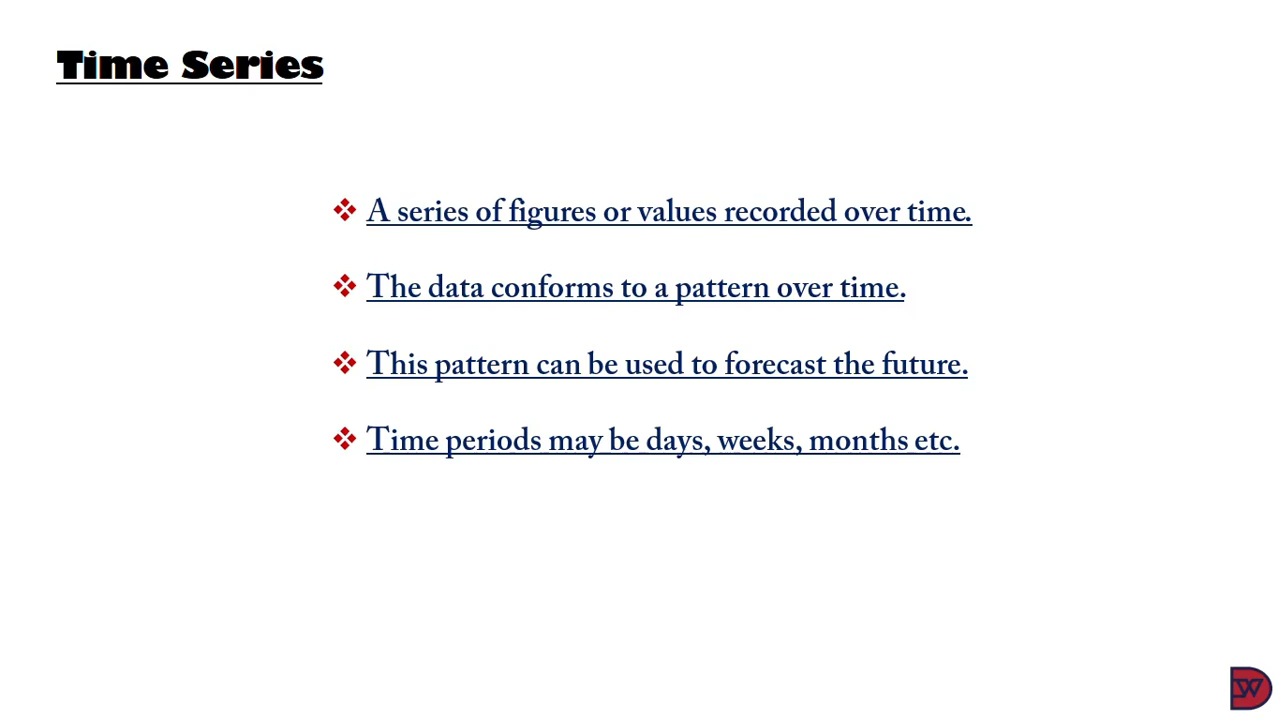 Time Series
A series of figures or values recorded over time.
The data conforms to a pattern over time.
This pattern can be used to forecast the future.
Time periods may be days, weeks, months etc.
DW